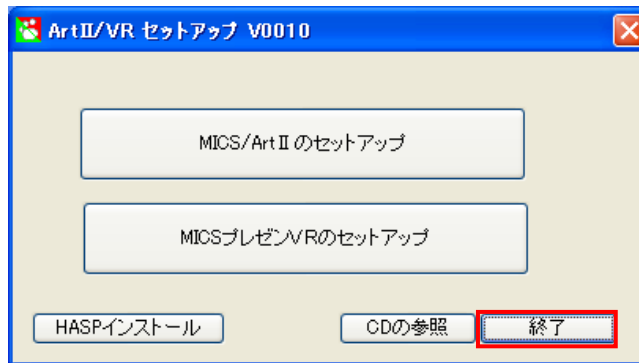 ArtⅡ/VR セットアップ V0010
MICS/ArtⅡのセットアップ
MICSプレゼンVRのセットアップ
HASPインストール CDの参照 終了